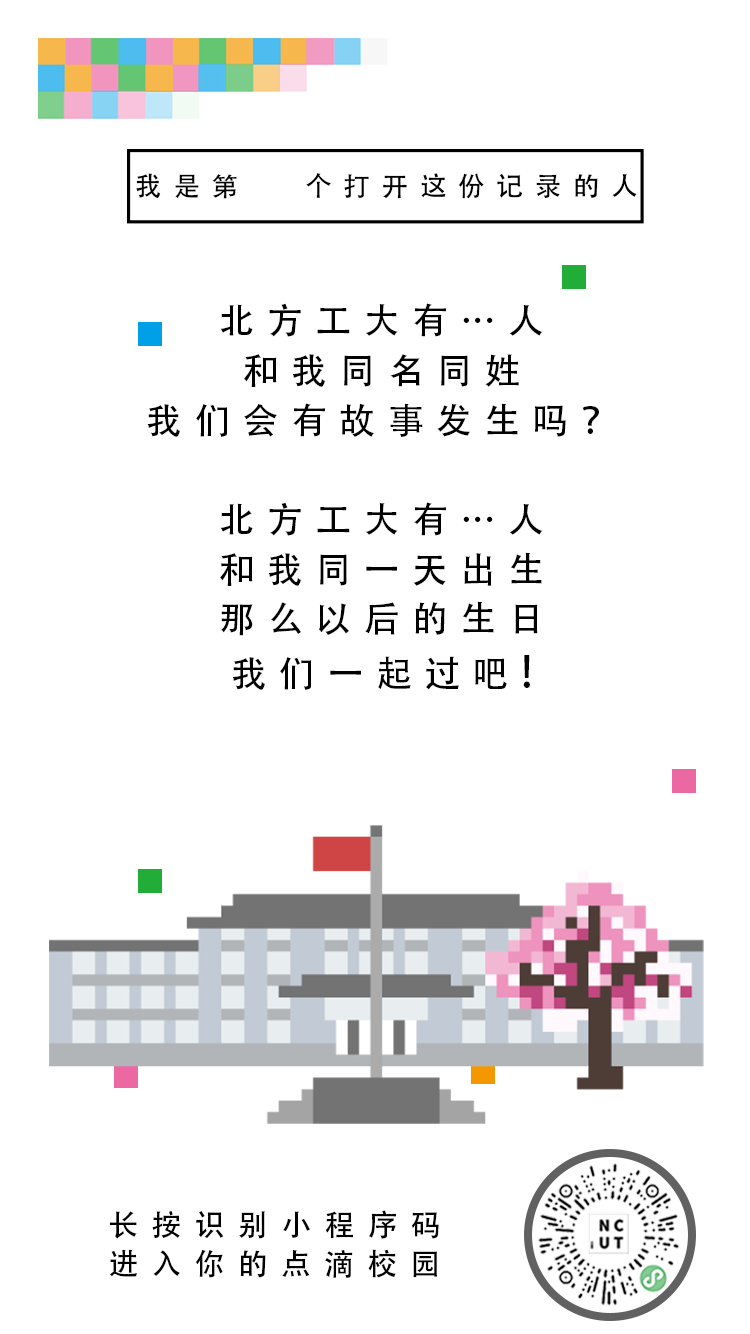 我是第 个打开这份记录的人
北方工大有…人
和我同名同姓
我们会有故事发生吗?
北方工大有…人
和我同一天出生
那么以后的生日
我们一起过吧!
长按识别小程序码
进入你的点滴校园
NC
iUT